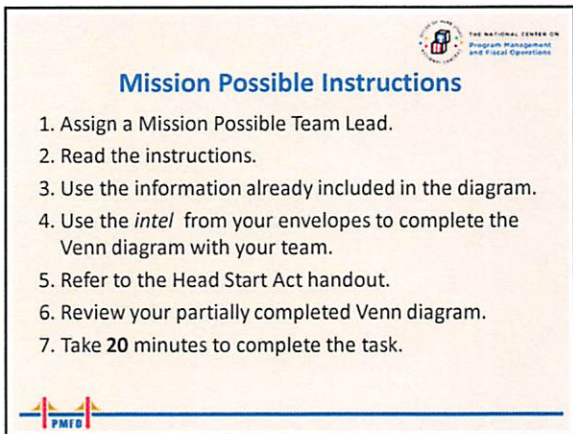 THE NATIONAL CENTER ON
Program Management
and Fiscal Operations
Mission Possible Instructions
1. Assign a Mission Possible Team Lead.
2. Read the instructions.
3. Use the information already included in the diagram.
4. Use the intel from your envelopes to complete the
Venn diagram with your team.
5. Refer to the Head Start Act handout.
6. Review your partially completed Venn diagram.
7. Take 20 minutes to complete the task.
PMFO